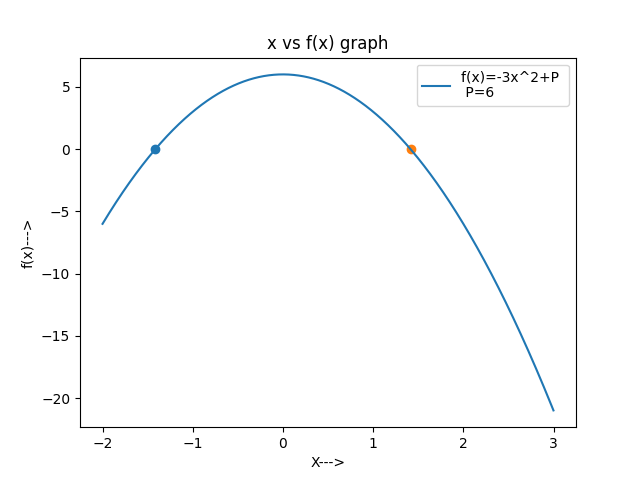 x vs f(x) graph
f(x)=-3x^2+P
P=6
5
0
−5
−10
−15
−20
f(x)--->
−2
−1
0
1
2
3
X--->